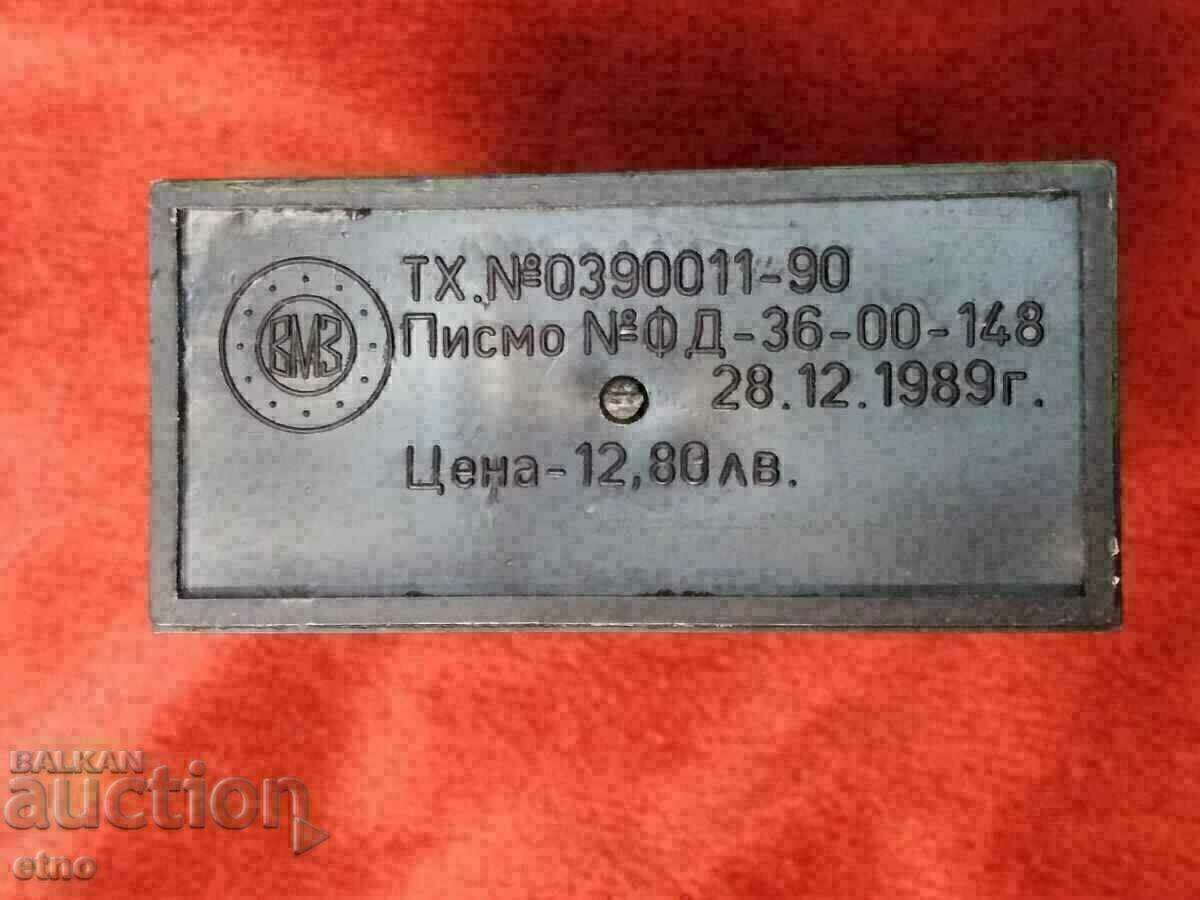 ТХ.№0390011-90
ВМЗ
Писмо №ФД-36-00-148
28.12.1989г.
Цена-12,80лв.
BALKAN
auction
etno